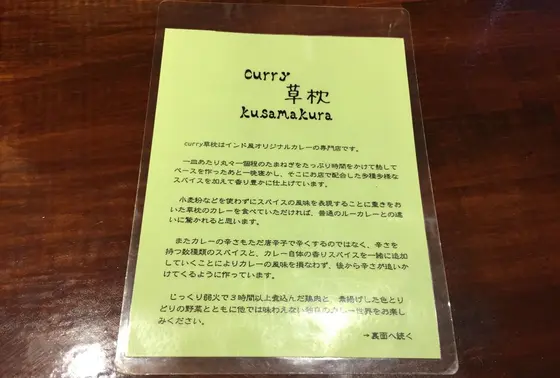 curry
草枕
kusamakura
curry草枕はインド風オリジナルカレーの専門店です。
一皿あたり丸々一個程のたまねぎをたっぷり時間をかけて熱して
ベースを作ったあと一晩寝かし、そこにお店で配合した多種多様な
スパイスを加えて香り豊かに仕上げています。
小麦粉などを使わずにスパイスの風味を表現することに重きをお
いた草枕のカレーを食べていただければ、普通のルーカレーとの違
いに驚かれると思います。
またカレーの辛さもただ唐辛子で辛くするのではなく、辛さを
持つ数種類のスパイスと、カレー自体の香りスパイスを一緒に追加
していくことによりカレーの風味を損なわず、後から辛さが追いか
けてくるように作っています。
じっくり弱火で3時間以上煮込んだ鶏肉と、素揚げした色とり
どりの野菜とともに他では味わえない カレー世界をお楽し
みください。
→裏面へ続く